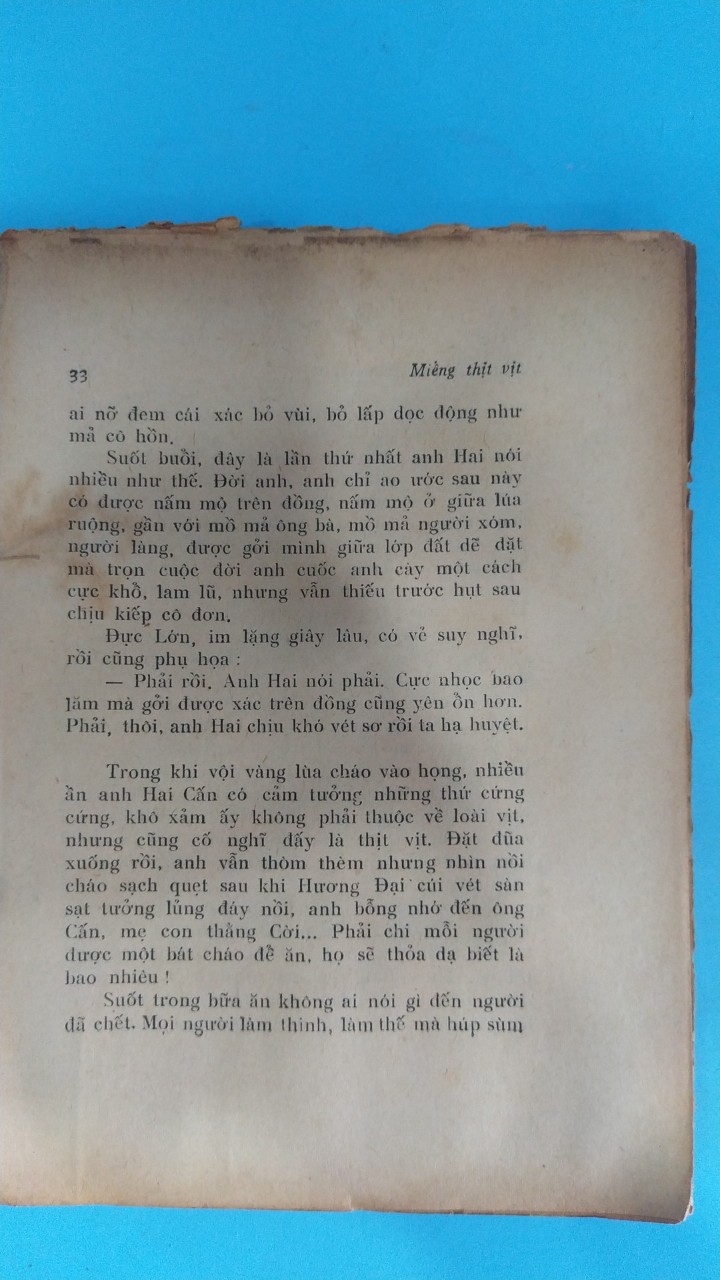 33 Miếng thịt vịt
ai nỡ đem cái xác bỏ vùi, bỏ lấp dọc động như
mả cô hồn.
Suốt buổi, đây là lần thứ nhất anh Hai nói
nhiều như thế. Đời anh, anh chỉ ao ước sau này
có được nấm mộ trên đồng, nấm mộ ở giữa lúa
ruộng, gần với mồ mả ông bà, mồ mả người xóm,
người làng, được gởi mình giữa lớp đất dẽ dặt
mà trọn cuộc đời anh cuốc anh cày một cách
cực khổ, lam lũ, nhưng vẫn thiếu trước hụt sau
chịu kiếp cô đơn.
Đực Lớn, im lặng giây lâu, có vẻ suy nghĩ,
rồi cũng phụ họa :
— Phải rồi. Anh Hai nói phải. Cực nhọc bao
lăm mà gởi được xác trên đồng cũng yên ổn hơn.
Phải, thôi, anh Hai chịu khó vét sơ rồi ta hạ huyệt.
Trong khi vội vàng lùa cháo vào họng, nhiều
ần anh Hai Cấn có cảm tưởng những thứ cứng
cứng, khô xảm ấy không phải thuộc về loài vịt,
nhưng cũng cố nghĩ đấy là thịt vịt. Đặt đũa
xuống rồi, anh vẫn thòm thèm nhưng nhìn nồi
cháo sạch quẹt sau khi Hương Đại cúi vét sàn
sạt tưởng lủng đáy nồi, anh bỗng nhớ đến ông
Cấn, mẹ con thằng Cời... Phải chi mỗi người
được một bát cháo để ăn, họ sẽ thỏa dạ biết là
bao nhiêu !
Suốt trong bữa ăn không ai nói gì đến người
đã chết. Mọi người làm thinh, làm thế mà húp sùm